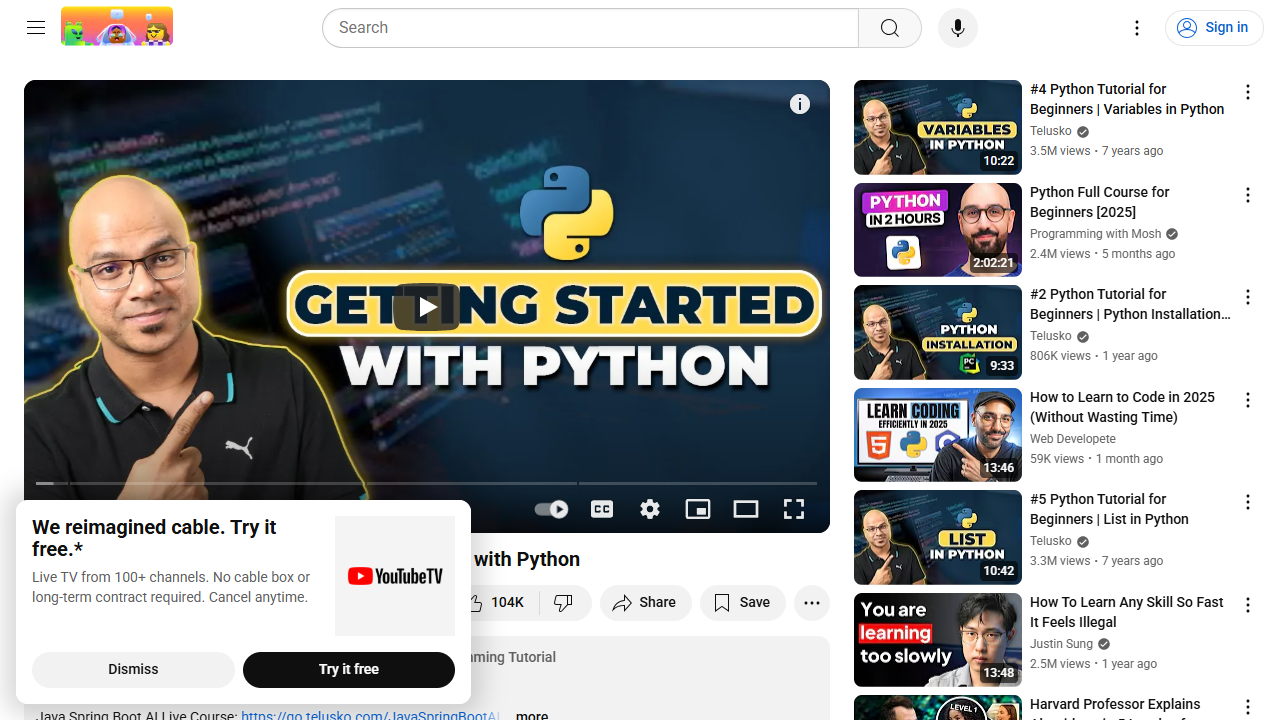 Search
Sign in
GETTING STARTED
WITH PYTHON
We reimagined cable. Try it
free.*
Live TV from 100+ channels. No cable box or
long-term contract required. Cancel anytime.
YouTubeTV
Dismiss
Try it free
with Python
104K
Share
Save
Java Spring Boot AI Live Course: https://go.telusko.com/JavaSpringBootAI
...more
VARIABLES
IN PYTHON
10:22
#4 Python Tutorial for
Beginners | Variables in Python
Telusko
3.5M views • 7 years ago
PYTHON
IN 2 HOURS
2:02:21
Python Full Course for
Beginners [2025]
Programming with Mosh
2.4M views • 5 months ago
PYTHON
INSTALLATION
PC
9:33
#2 Python Tutorial for
Beginners | Python Installation...
Telusko
806K views • 1 year ago
LEARN CODING
EFFICIENTLY IN 2025
13:46
How to Learn to Code in 2025
(Without Wasting Time)
Web Developete
59K views • 1 month ago
LIST
IN PYTHON
10:42
#5 Python Tutorial for
Beginners | List in Python
Telusko
3.3M views • 7 years ago
You are
learning
too slowly
13:48
How To Learn Any Skill So Fast
It Feels Illegal
Justin Sung
2.5M views • 1 year ago
LEVEL 1
Harvard Professor Explains